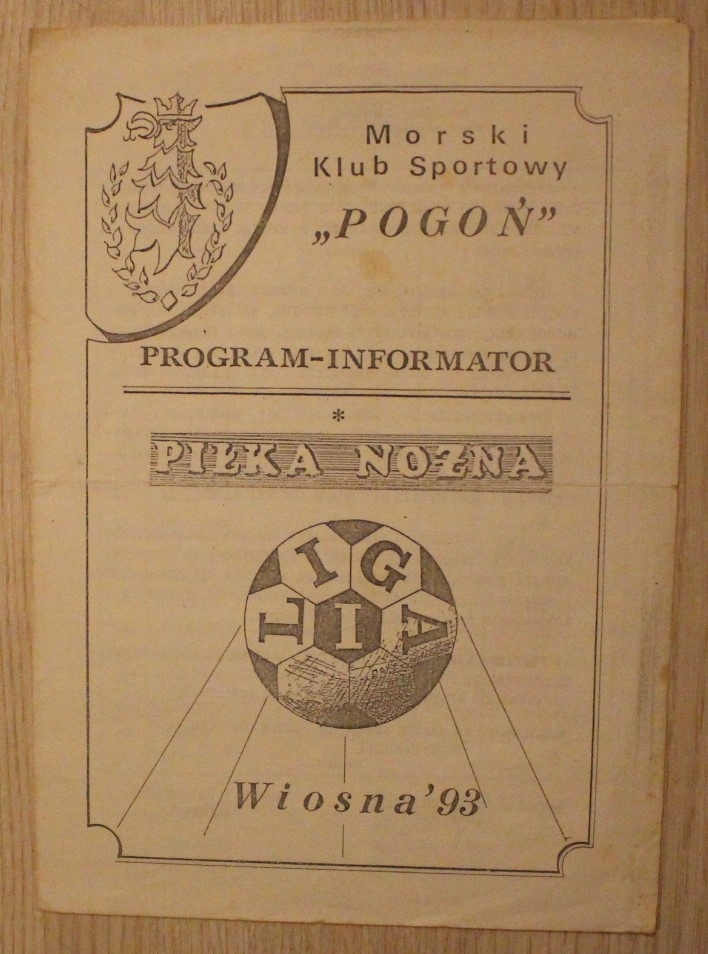 Morski
Klub Sportowy
„POGOŃ”
PROGRAM-INFORMATOR
*
PIŁKA NOŻNA
LIGA
I
Wiosna’93